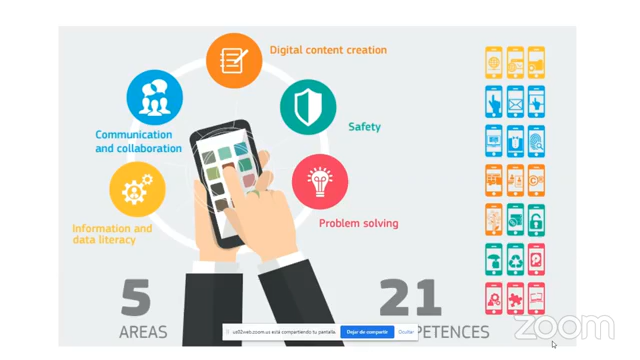 Digital content creation
Communication
and collaboration
Safety
Information and
data literacy
Problem solving
5
AREAS
21
PETENCES
us02web.zoom.us está compartiendo tu pantalla.
Dejar de compartir
Ocultar
zoom